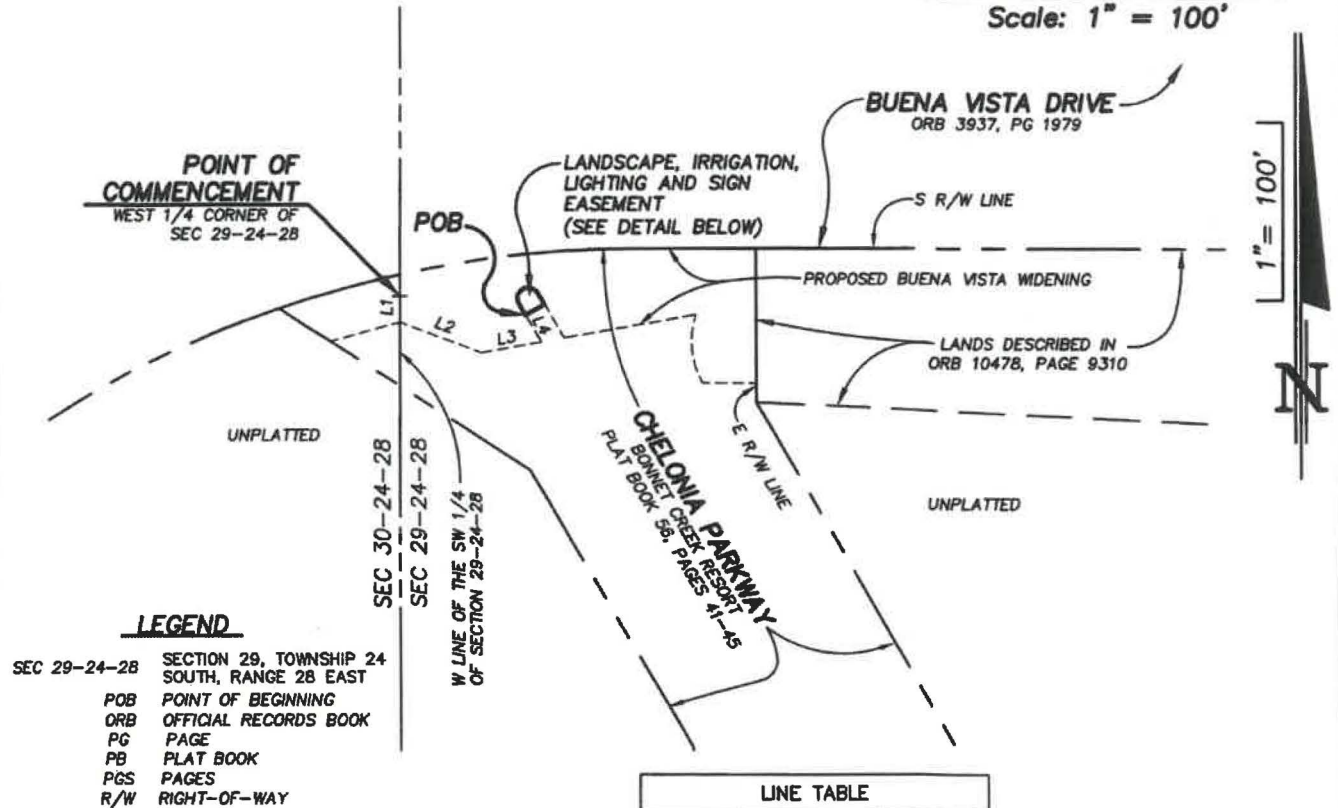 Scale: 1" = 100'
BUENA VISTA DRIVE
ORB 3937, PG 1979
POINT OF
COMMENCEMENT
WEST 1/4 CORNER OF
SEC 29-24-28
LANDSCAPE, IRRIGATION,
LIGHTING AND SIGN
EASEMENT
(SEE DETAIL BELOW)
POB
S R/W LINE
1" = 100'
PROPOSED BUENA VISTA WIDENING
L1
L2
L3
L4
LANDS DESCRIBED IN
ORB 10478, PAGE 9310
N
UNPLATTED
E R/W LINE
CHELONIA PARKWAY
BONNET CREEK RESORT
PLAT BOOK 56, PAGES 41-45
UNPLATTED
SEC 30-24-28
SEC 29-24-28
W LINE OF THE SW 1/4
OF SECTION 29-24-28
LEGEND
SEC 29-24-28 SECTION 29, TOWNSHIP 24
SOUTH, RANGE 28 EAST
POB POINT OF BEGINNING
ORB OFFICIAL RECORDS BOOK
PG PAGE
PB PLAT BOOK
PGS PAGES
R/W RIGHT-OF-WAY
LINE TABLE